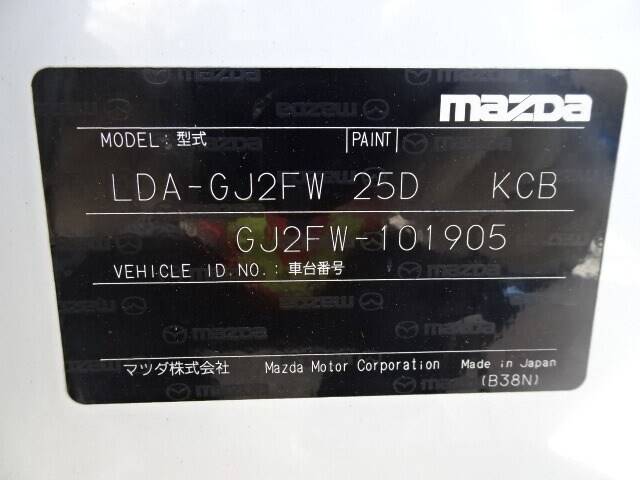 mazda
MODEL: 型式 PAINT
LDA-GJ2FW 25D KCB
GJ2FW-101905
VEHICLE ID.NO.: 車台番号
マツダ株式会社 Mazda Motor Corporation Made in Japan
(B38N)